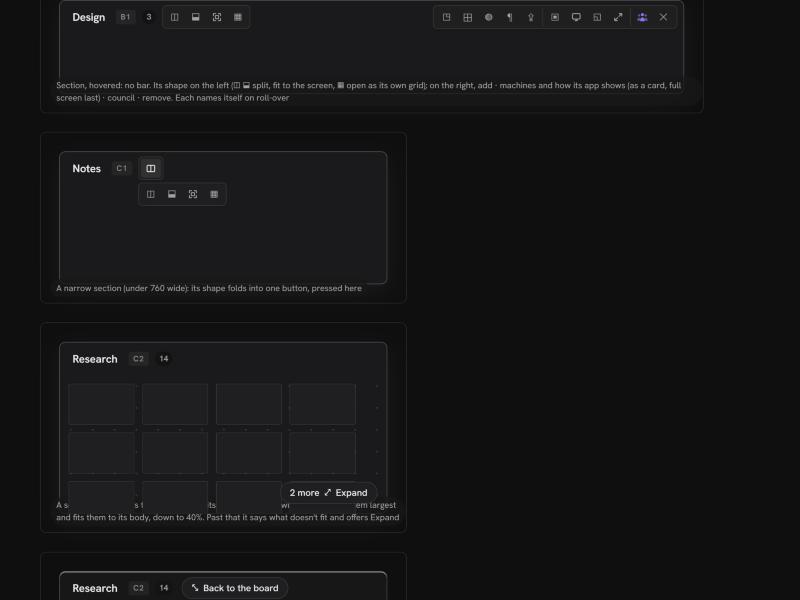 Design B1 3
Section, hovered: no bar. Its shape on the left (split, fit to the screen, open as its own grid); on the right, add · machines and how its app shows (as a card, full
screen last) · council · remove. Each names itself on roll-over
Notes C1
A narrow section (under 760 wide): its shape folds into one button, pressed here
Research C2 14
2 more Expand
A s its em largest
and fits them to its body, down to 40%. Past that it says what doesn't fit and offers Expand
Research C2 14 Back to the board